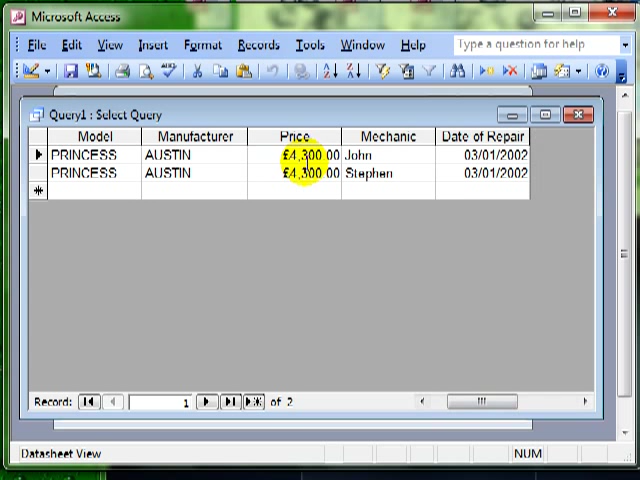 Microsoft Access
File Edit View Insert Format Records Tools Window Help Type a question for help
Query1 : Select Query
Model Manufacturer Price Mechanic Date of Repair
PRINCESS AUSTIN £4,300.00 John 03/01/2002
PRINCESS AUSTIN £4,300.00 Stephen 03/01/2002
Record: 1 of 2
Datasheet View NUM